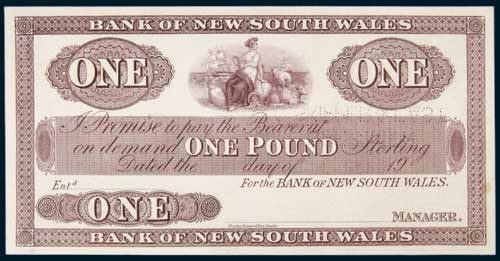 BANK OF NEW SOUTH WALES
ONE ONE
I Promise to pay the Bearer at
on demand ONE POUND Sterling
Dated the day of 19
Entd For the BANK OF NEW SOUTH WALES.
ONE
MANAGER.
BANK OF NEW SOUTH WALES